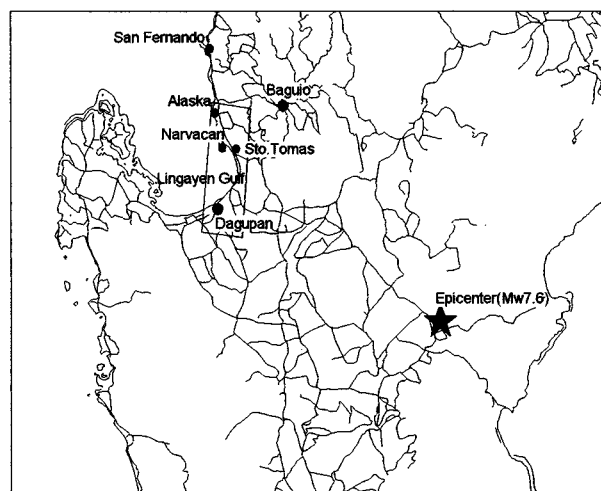 San Fernando
Baguio
Alaska
Narvacan
Sto.Tomas
Lingayen Gulf
Dagupan
Epicenter(Mw7.6)